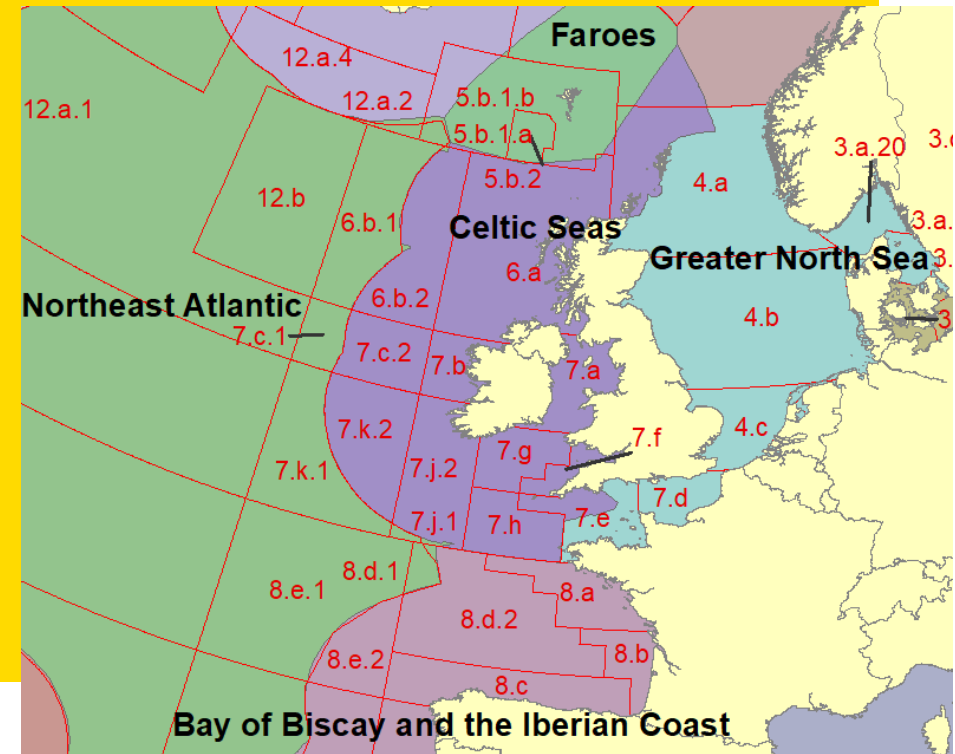 Faroes
12.a.4
12.a.2
12.a.1
5.b.1.b
5.b.1.a
3.a.20
5.b.2
4.a
12.b
6.b.1
3.a.
Celtic Seas
Greater North Sea
3.
6.a
6.b.2
Northeast Atlantic
4.b
3
7.c.1
7.c.2
7.b
7.a
7.k.2
7.f
4.c
7.g
7.k.1
7.j.2
7.d
7.j.1
7.h
7.e
8.d.1
8.e.1
8.a
8.d.2
8.e.2
8.b
8.c
Bay of Biscay and the Iberian Coast